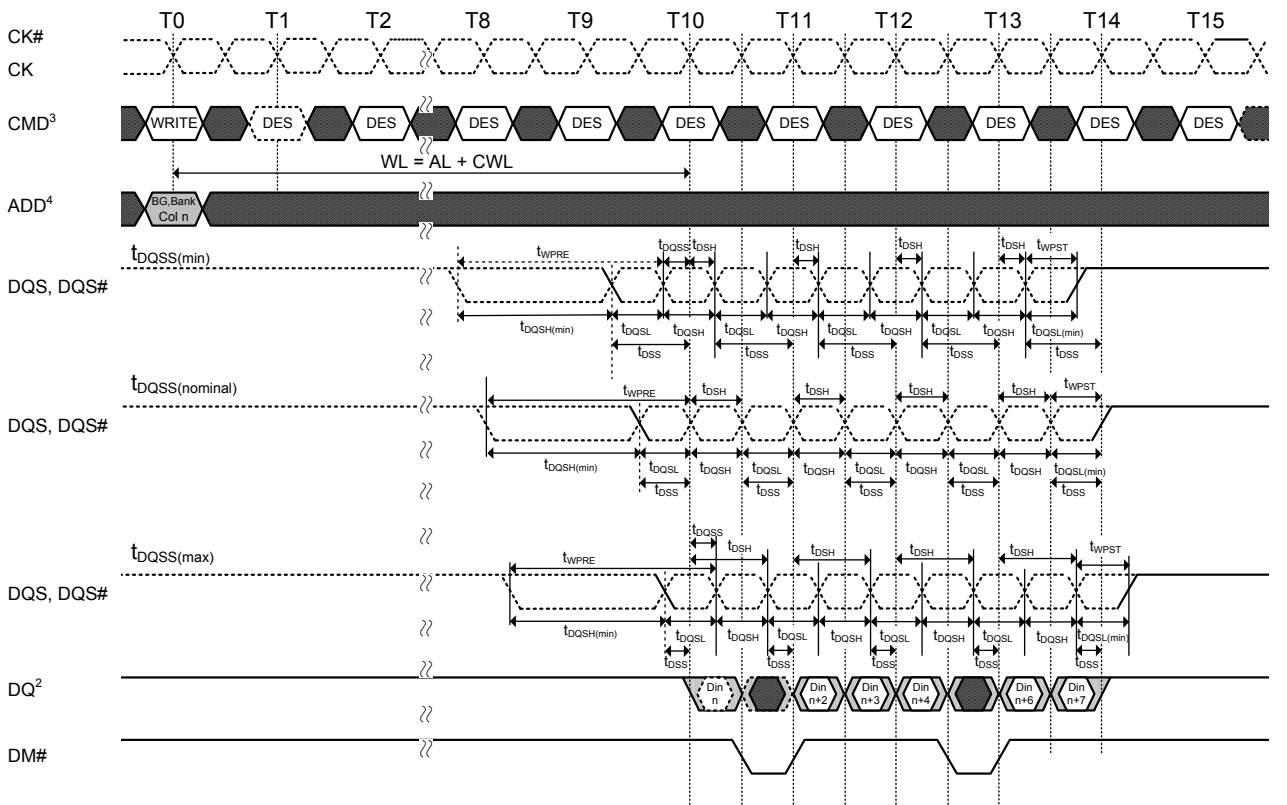 T0 T1 T2 T8 T9 T10 T11 T12 T13 T14 T15
CK#
CK
CMD3 WRITE DES DES DES DES DES DES DES DES DES DES
WL = AL + CWL
ADD4 BG,Bank
Col n
tDQSS(min) tWPRE tDQSS tDSH tDSH tDSH tDSH tWPST
DQS, DQS#
tDQSH(min) tDQSL tDQSH tDQSL tDQSH tDQSL tDQSH tDQSL tDQSH tDQSL(min)
tDSS tDSS tDSS tDSS tDSS
tDQSS(nominal) tWPRE tDSH tDSH tDSH tDSH tWPST
DQS, DQS#
tDQSH(min) tDQSL tDQSH tDQSL tDQSH tDQSL tDQSH tDQSL tDQSH tDQSL(min)
tDSS tDSS tDSS tDSS tDSS
tDQSS
tDQSS(max) tWPRE tDSH tDSH tDSH tDSH tWPST
DQS, DQS#
tDQSH(min) tDQSL tDQSH tDQSL tDQSH tDQSL tDQSH tDQSL tDQSH tDQSL(min)
tDSS tDSS tDSS tDSS tDSS
DQ2 Din Din Din Din Din Din
n n+2 n+3 n+4 n+6 n+7
DM#